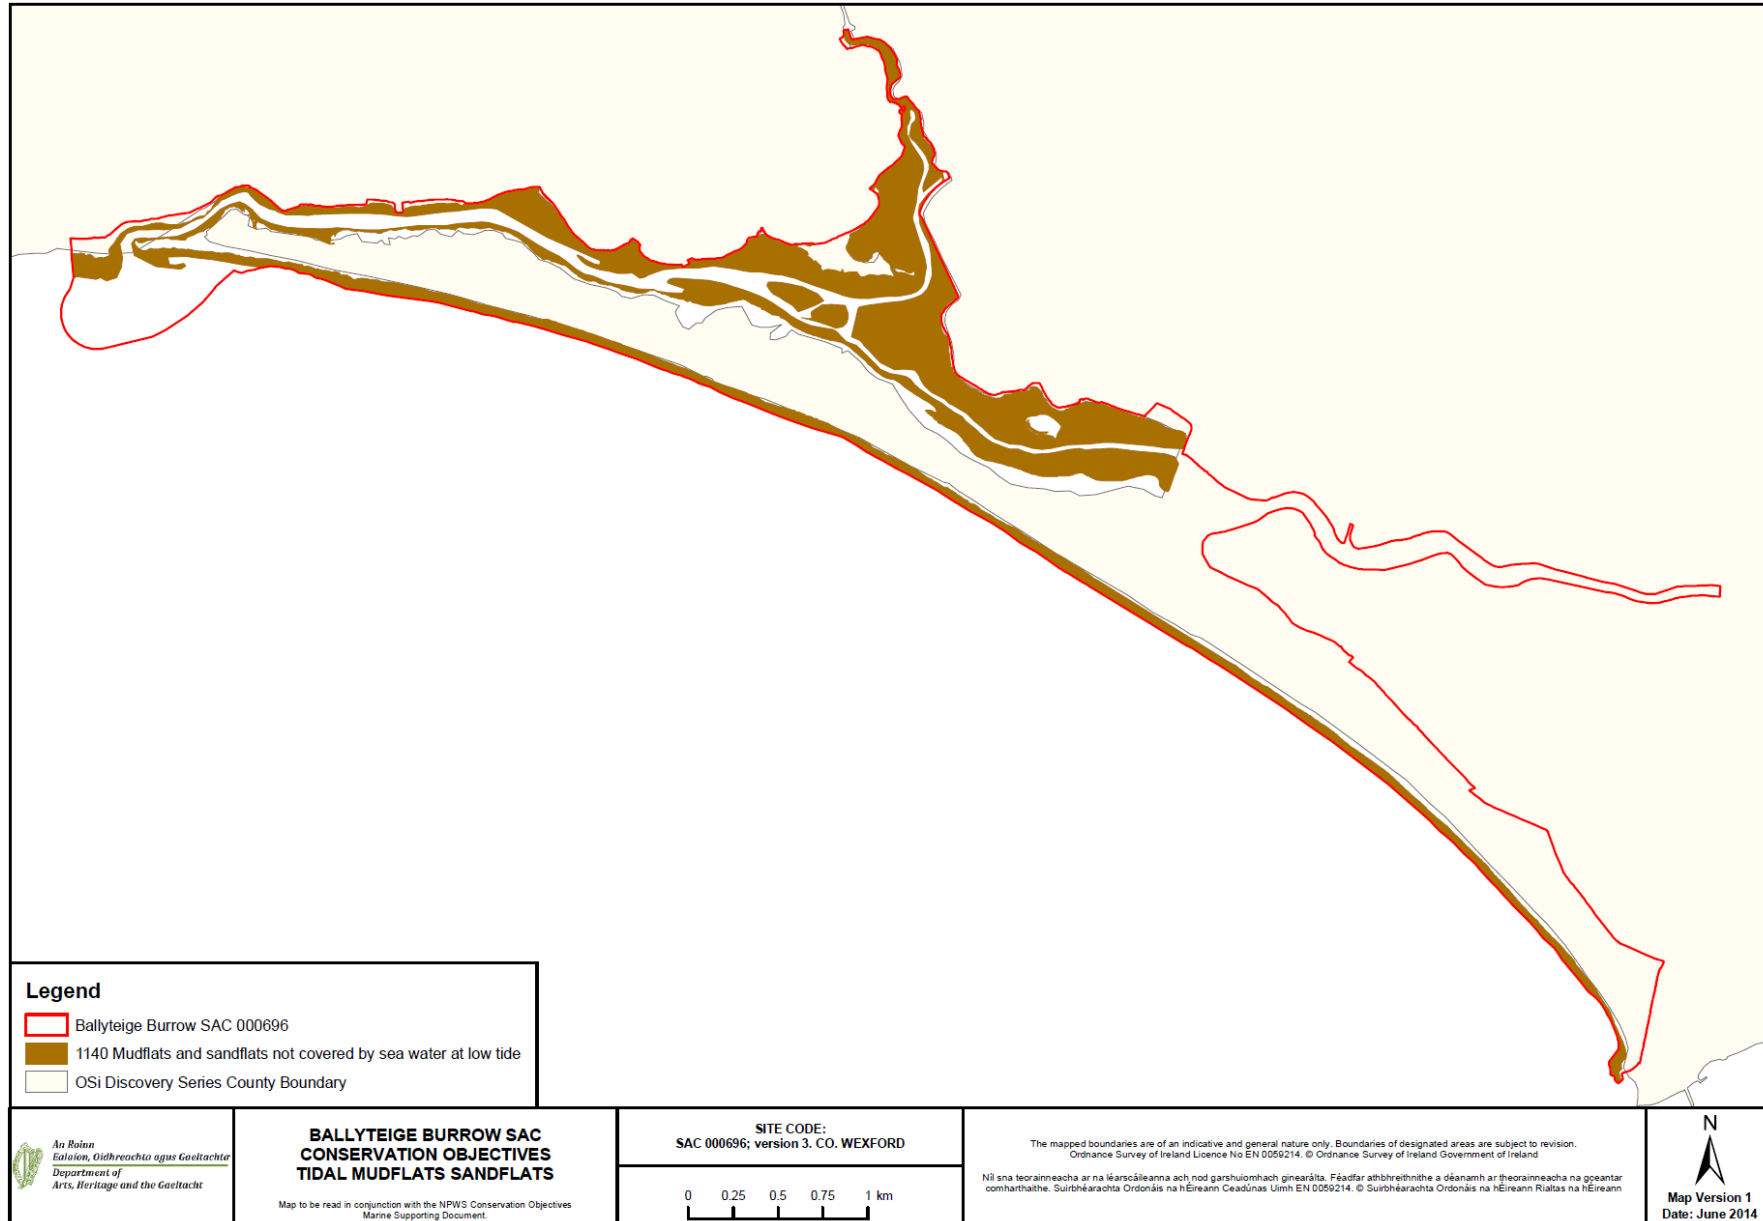 Legend
Ballyteige Burrow SAC 000696
1140 Mudflats and sandflats not covered by sea water at low tide
OSi Discovery Series County Boundary
An Roinn
Ealaíon, Oidhreachta agus Gaeltachta
Department of
Arts, Heritage and the Gaeltacht
BALLYTEIGE BURROW SAC
CONSERVATION OBJECTIVES
TIDAL MUDFLATS SANDFLATS
Map to be read in conjunction with the NPWS Conservation Objectives
Marine Supporting Document.
SITE CODE:
SAC 000696; version 3. CO. WEXFORD
0 0.25 0.5 0.75 1 km
The mapped boundaries are of an indicative and general nature only. Boundaries of designated areas are subject to revision.
Ordnance Survey of Ireland Licence No EN 0059214. © Ordnance Survey of Ireland Government of Ireland
Níl sna teorainneacha ar na léarscáileanna ach nod garshuiomhach ginearálta. Féadfar athbhreithnithe a déanamh ar theorainneacha na gceantar
comharthaithe. Suirbhéarachta Ordonáis na hÉireann Ceadúnas Uimh EN 0059214. © Suirbhéarachta Ordonáis na hÉireann Rialtas na hÉireann
N
Map Version 1
Date: June 2014